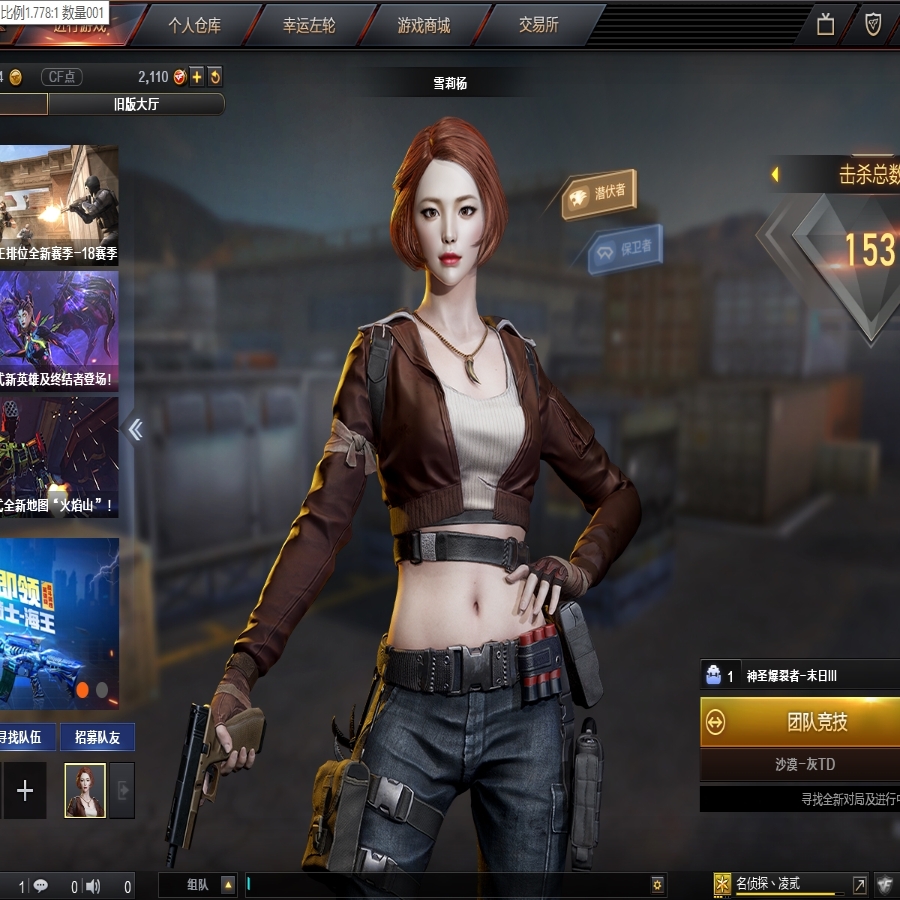 比例1.778:1 数量001
进行游戏
个人仓库
幸运左轮
游戏商城
交易所
4
CF点
2,110
旧版大厅
雪莉杨
潜伏者
保卫者
击杀总数
153
王排位全新赛季-18赛季
式新英雄及终结者登场!
式全新地图“火焰山”!
即领
士-海王
寻找队伍
招募队友
1
神圣爆裂者-末日III
团队竞技
沙漠-灰TD
寻找全新对局及进行中
1
0
0
组队
名侦探丶凌贰